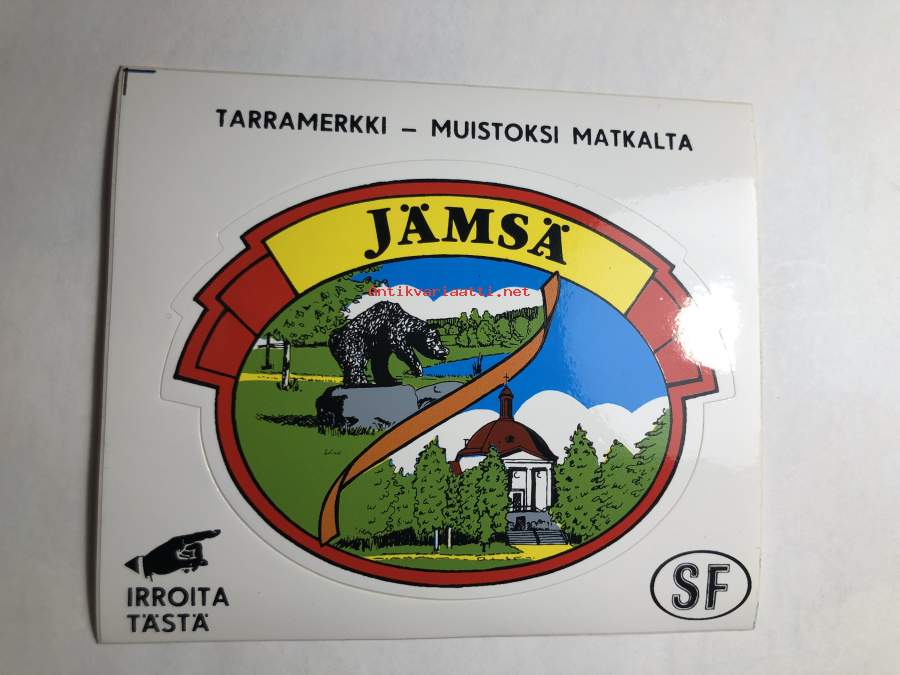 TARRAMERKKI – MUISTOKSI MATKALTA
JÄMSÄ
antikvariaatti.net
IRROITA
TÄSTÄ
SF